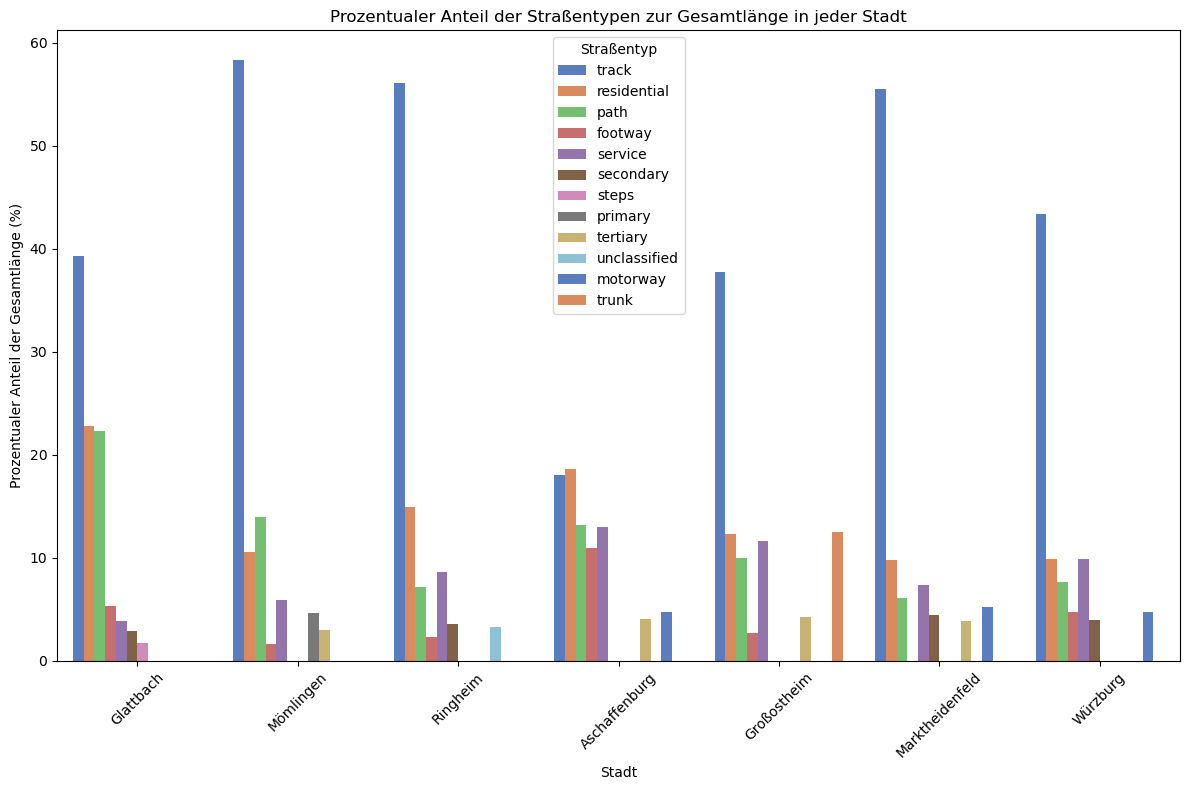 Prozentualer Anteil der Straßentypen zur Gesamtlänge in jeder Stadt
Prozentualer Anteil der Gesamtlänge (%)
60
50
40
30
20
10
0
Straßentyp
track
residential
path
footway
service
secondary
steps
primary
tertiary
unclassified
motorway
trunk
Glattbach
Mömlingen
Ringheim
Aschaffenburg
Großostheim
Marktheidenfeld
Würzburg
Stadt